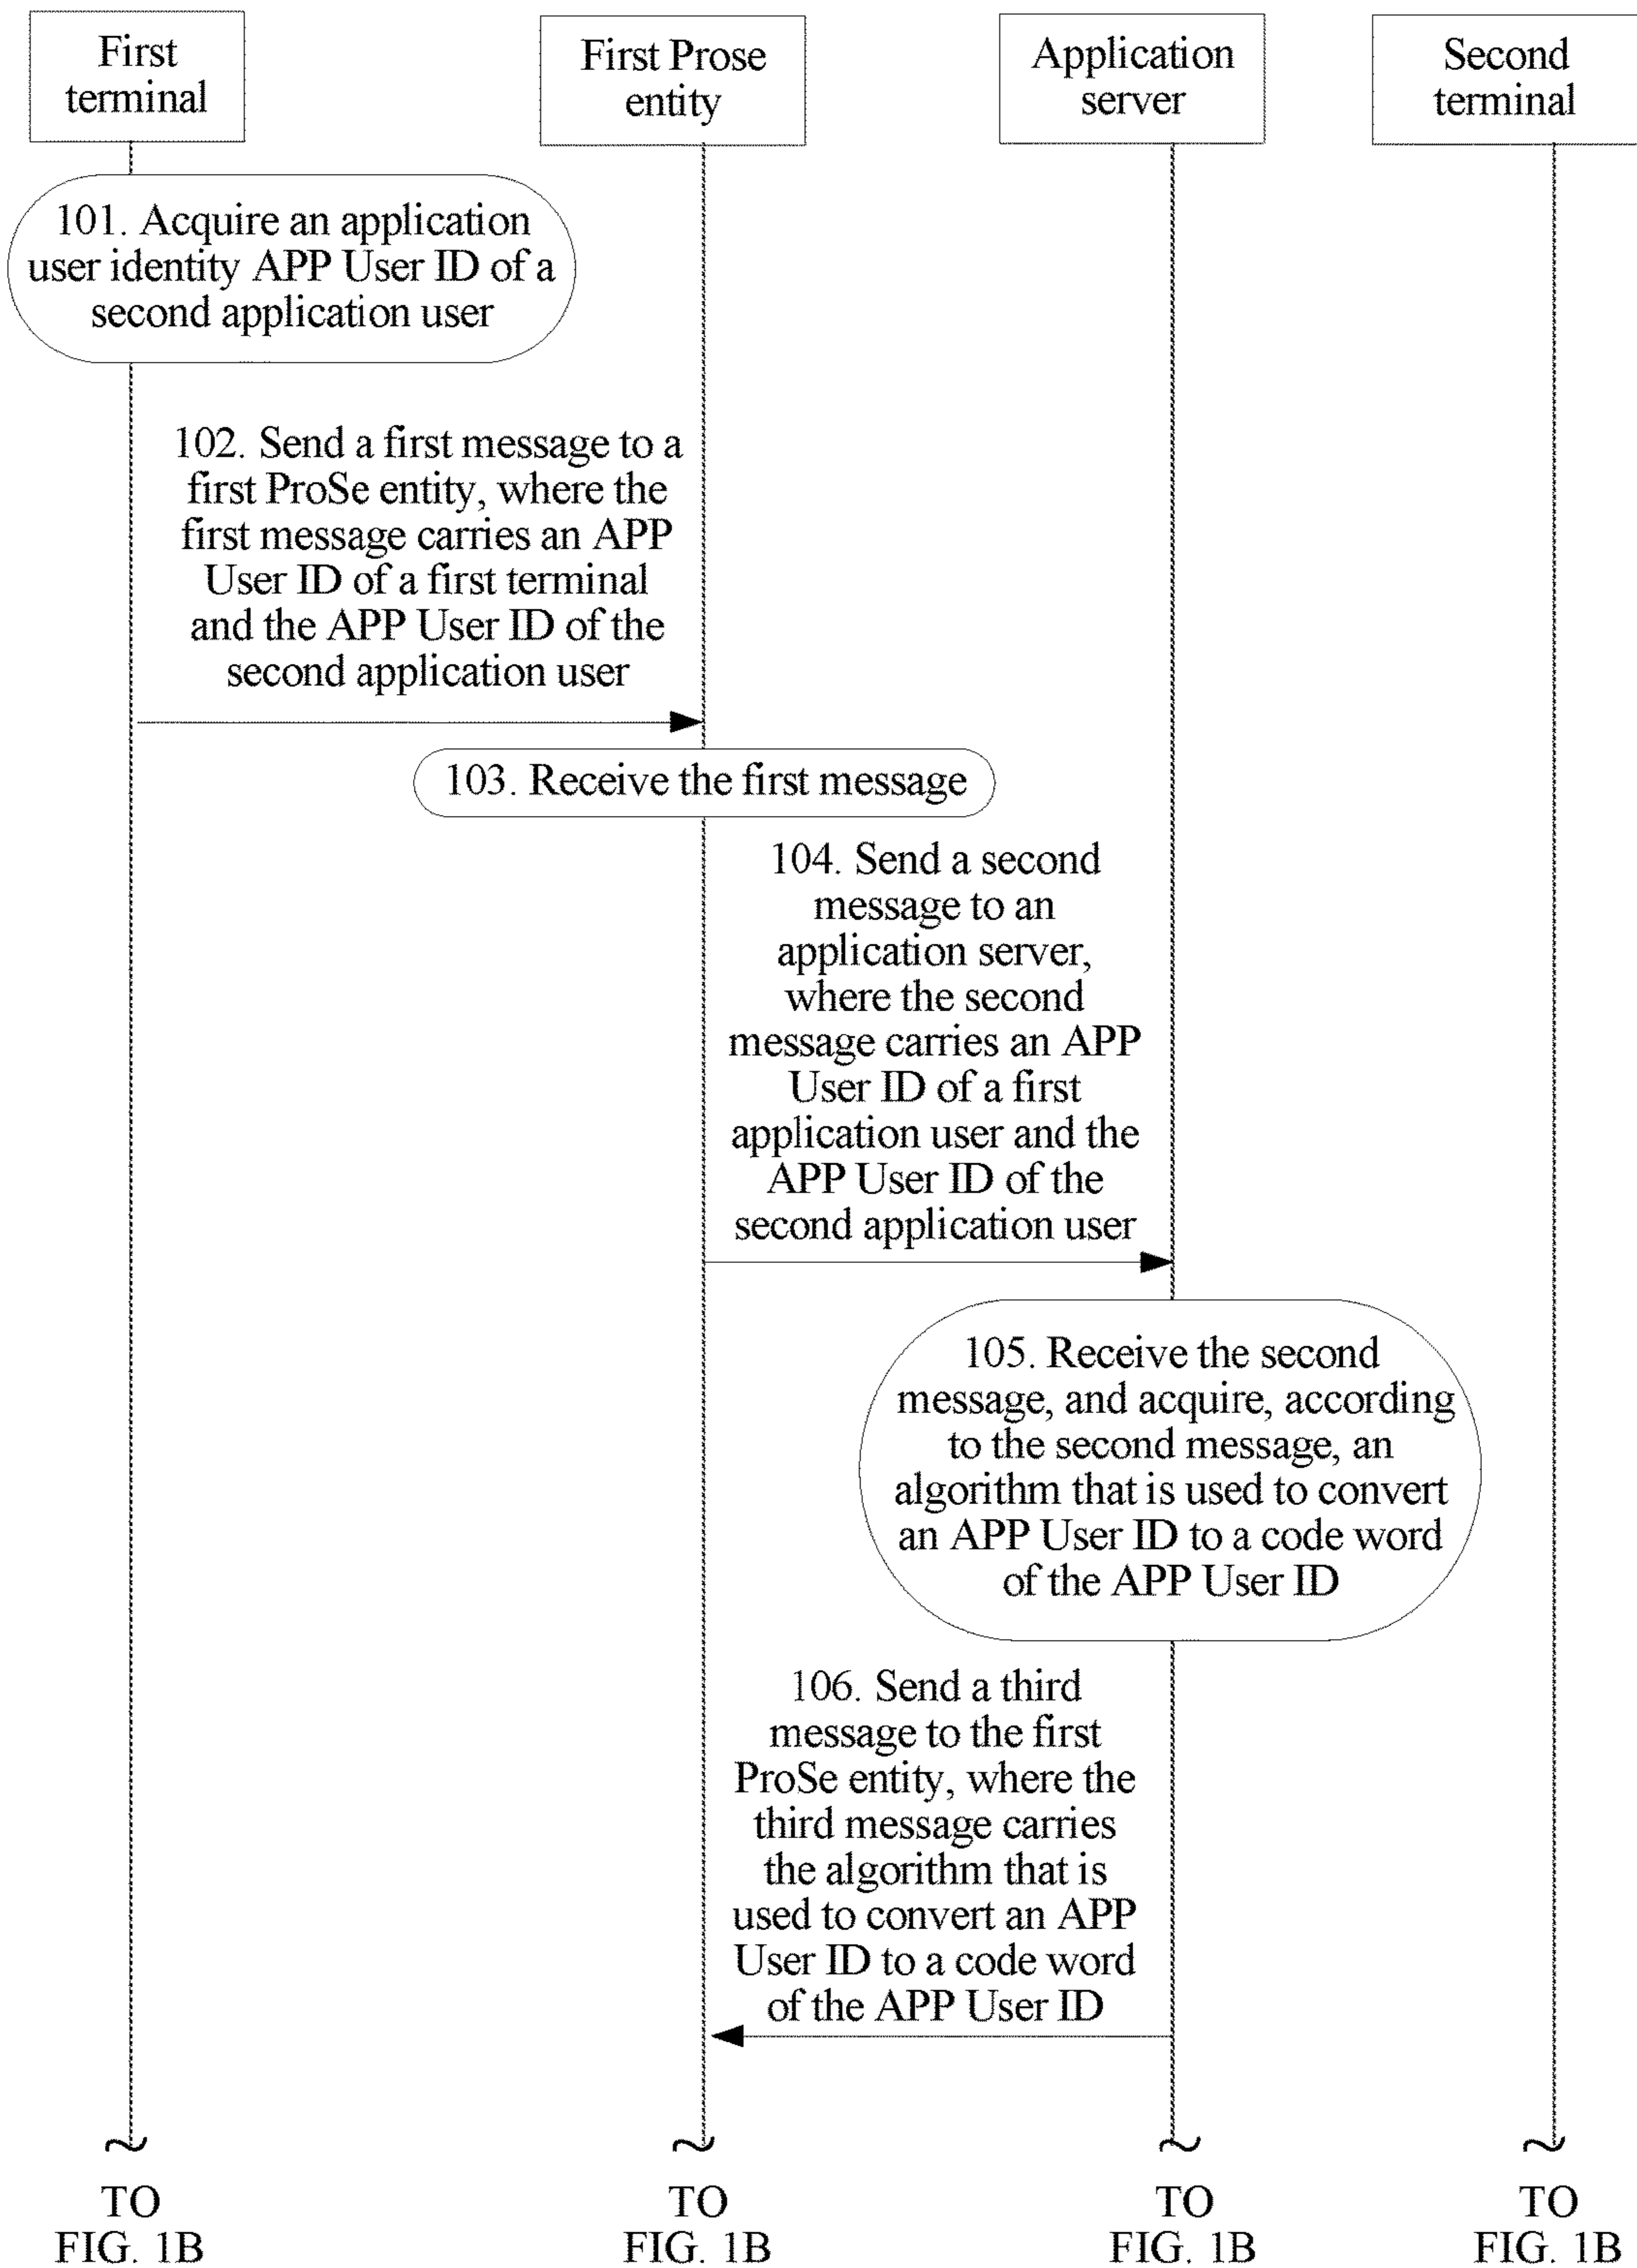 First
terminal
First Prose
entity
Application
server
Second
terminal
101. Acquire an application
user identity APP User ID of a
second application user
102. Send a first message to a
first ProSe entity, where the
first message carries an APP
User ID of a first terminal
and the APP User ID of the
second application user
103. Receive the first message
104. Send a second
message to an
application server,
where the second
message carries an APP
User ID of a first
application user and the
APP User ID of the
second application user
105. Receive the second
message, and acquire, according
to the second message, an
algorithm that is used to convert
an APP User ID to a code word
of the APP User ID
106. Send a third
message to the first
ProSe entity, where the
third message carries
the algorithm that is
used to convert an APP
User ID to a code word
of the APP User ID
TO
FIG. 1B
TO
FIG. 1B
TO
FIG. 1B
TO
FIG. 1B